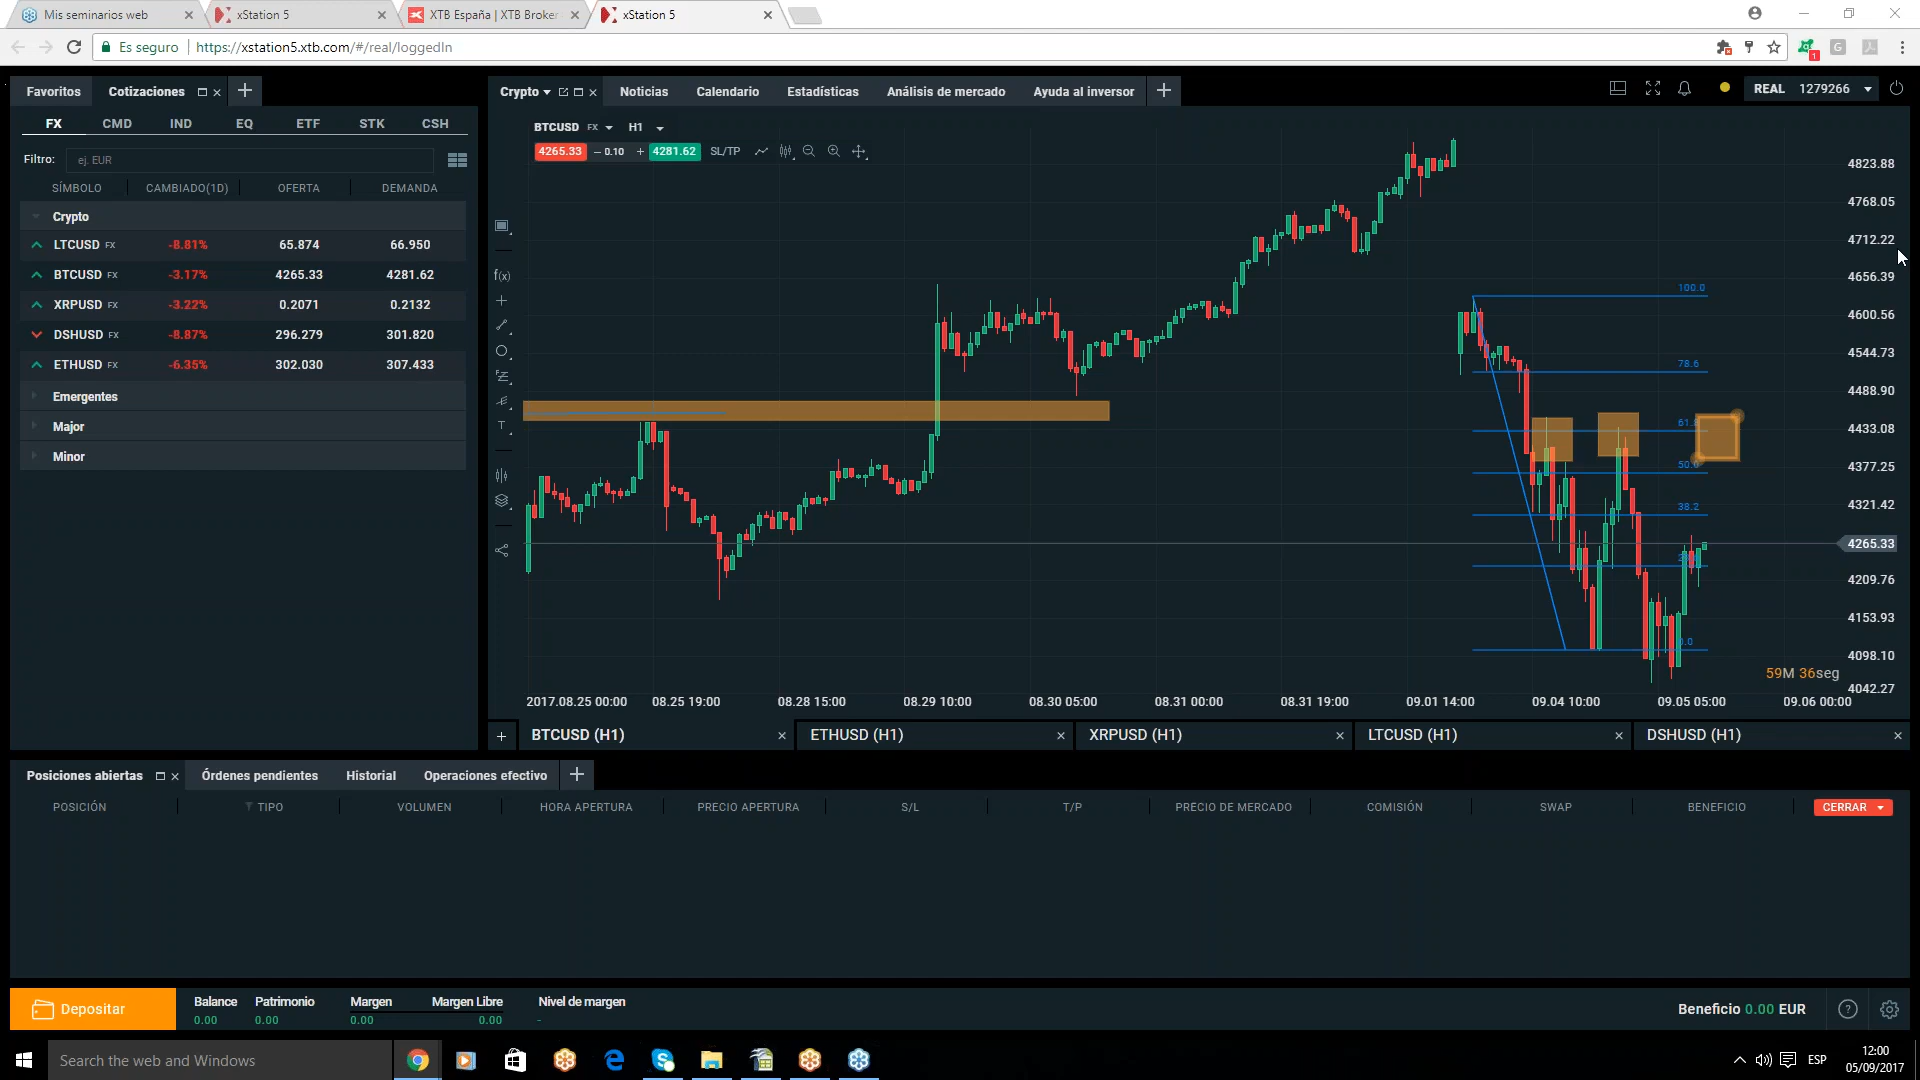 Mis seminarios web
xStation 5
XTB España | XTB Broker
xStation 5
Es seguro
https://xstation5.xtb.com/#/real/loggedIn
1
G
Favoritos
Cotizaciones
FX CMD IND EQ ETF STK CSH
Filtro: ej. EUR
SÍMBOLO CAMBIADO(1D) OFERTA DEMANDA
Crypto
LTCUSD FX -8.81% 65.874 66.950
BTCUSD FX -3.17% 4265.33 4281.62
XRPUSD FX -3.22% 0.2071 0.2132
DSHUSD FX -8.87% 296.279 301.820
ETHUSD FX -6.35% 302.030 307.433
Emergentes
Major
Minor
Crypto
Noticias
Calendario
Estadísticas
Análisis de mercado
Ayuda al inversor
REAL 1279266
BTCUSD FX H1
4265.33 – 0.10 + 4281.62 SL/TP
f(x)
T
100.0
78.6
50.0
38.2
4823.88
4768.05
4712.22
4656.39
4600.56
4544.73
4488.90
4433.08
4377.25
4321.42
4265.33
4209.76
4153.93
4098.10
4042.27
59M 36seg
2017.08.25 00:00 08.25 19:00 08.28 15:00 08.29 10:00 08.30 05:00 08.31 00:00 08.31 19:00 09.01 14:00 09.04 10:00 09.05 05:00 09.06 00:00
BTCUSD (H1)
ETHUSD (H1)
XRPUSD (H1)
LTCUSD (H1)
DSHUSD (H1)
Posiciones abiertas
Órdenes pendientes
Historial
Operaciones efectivo
POSICIÓN TIPO VOLUMEN HORA APERTURA PRECIO APERTURA S/L T/P PRECIO DE MERCADO COMISIÓN SWAP BENEFICIO CERRAR
Depositar
Balance Patrimonio Margen Margen Libre Nivel de margen
0.00 0.00 0.00 0.00 -
Beneficio 0.00 EUR
Search the web and Windows
ESP
12:00
05/09/2017